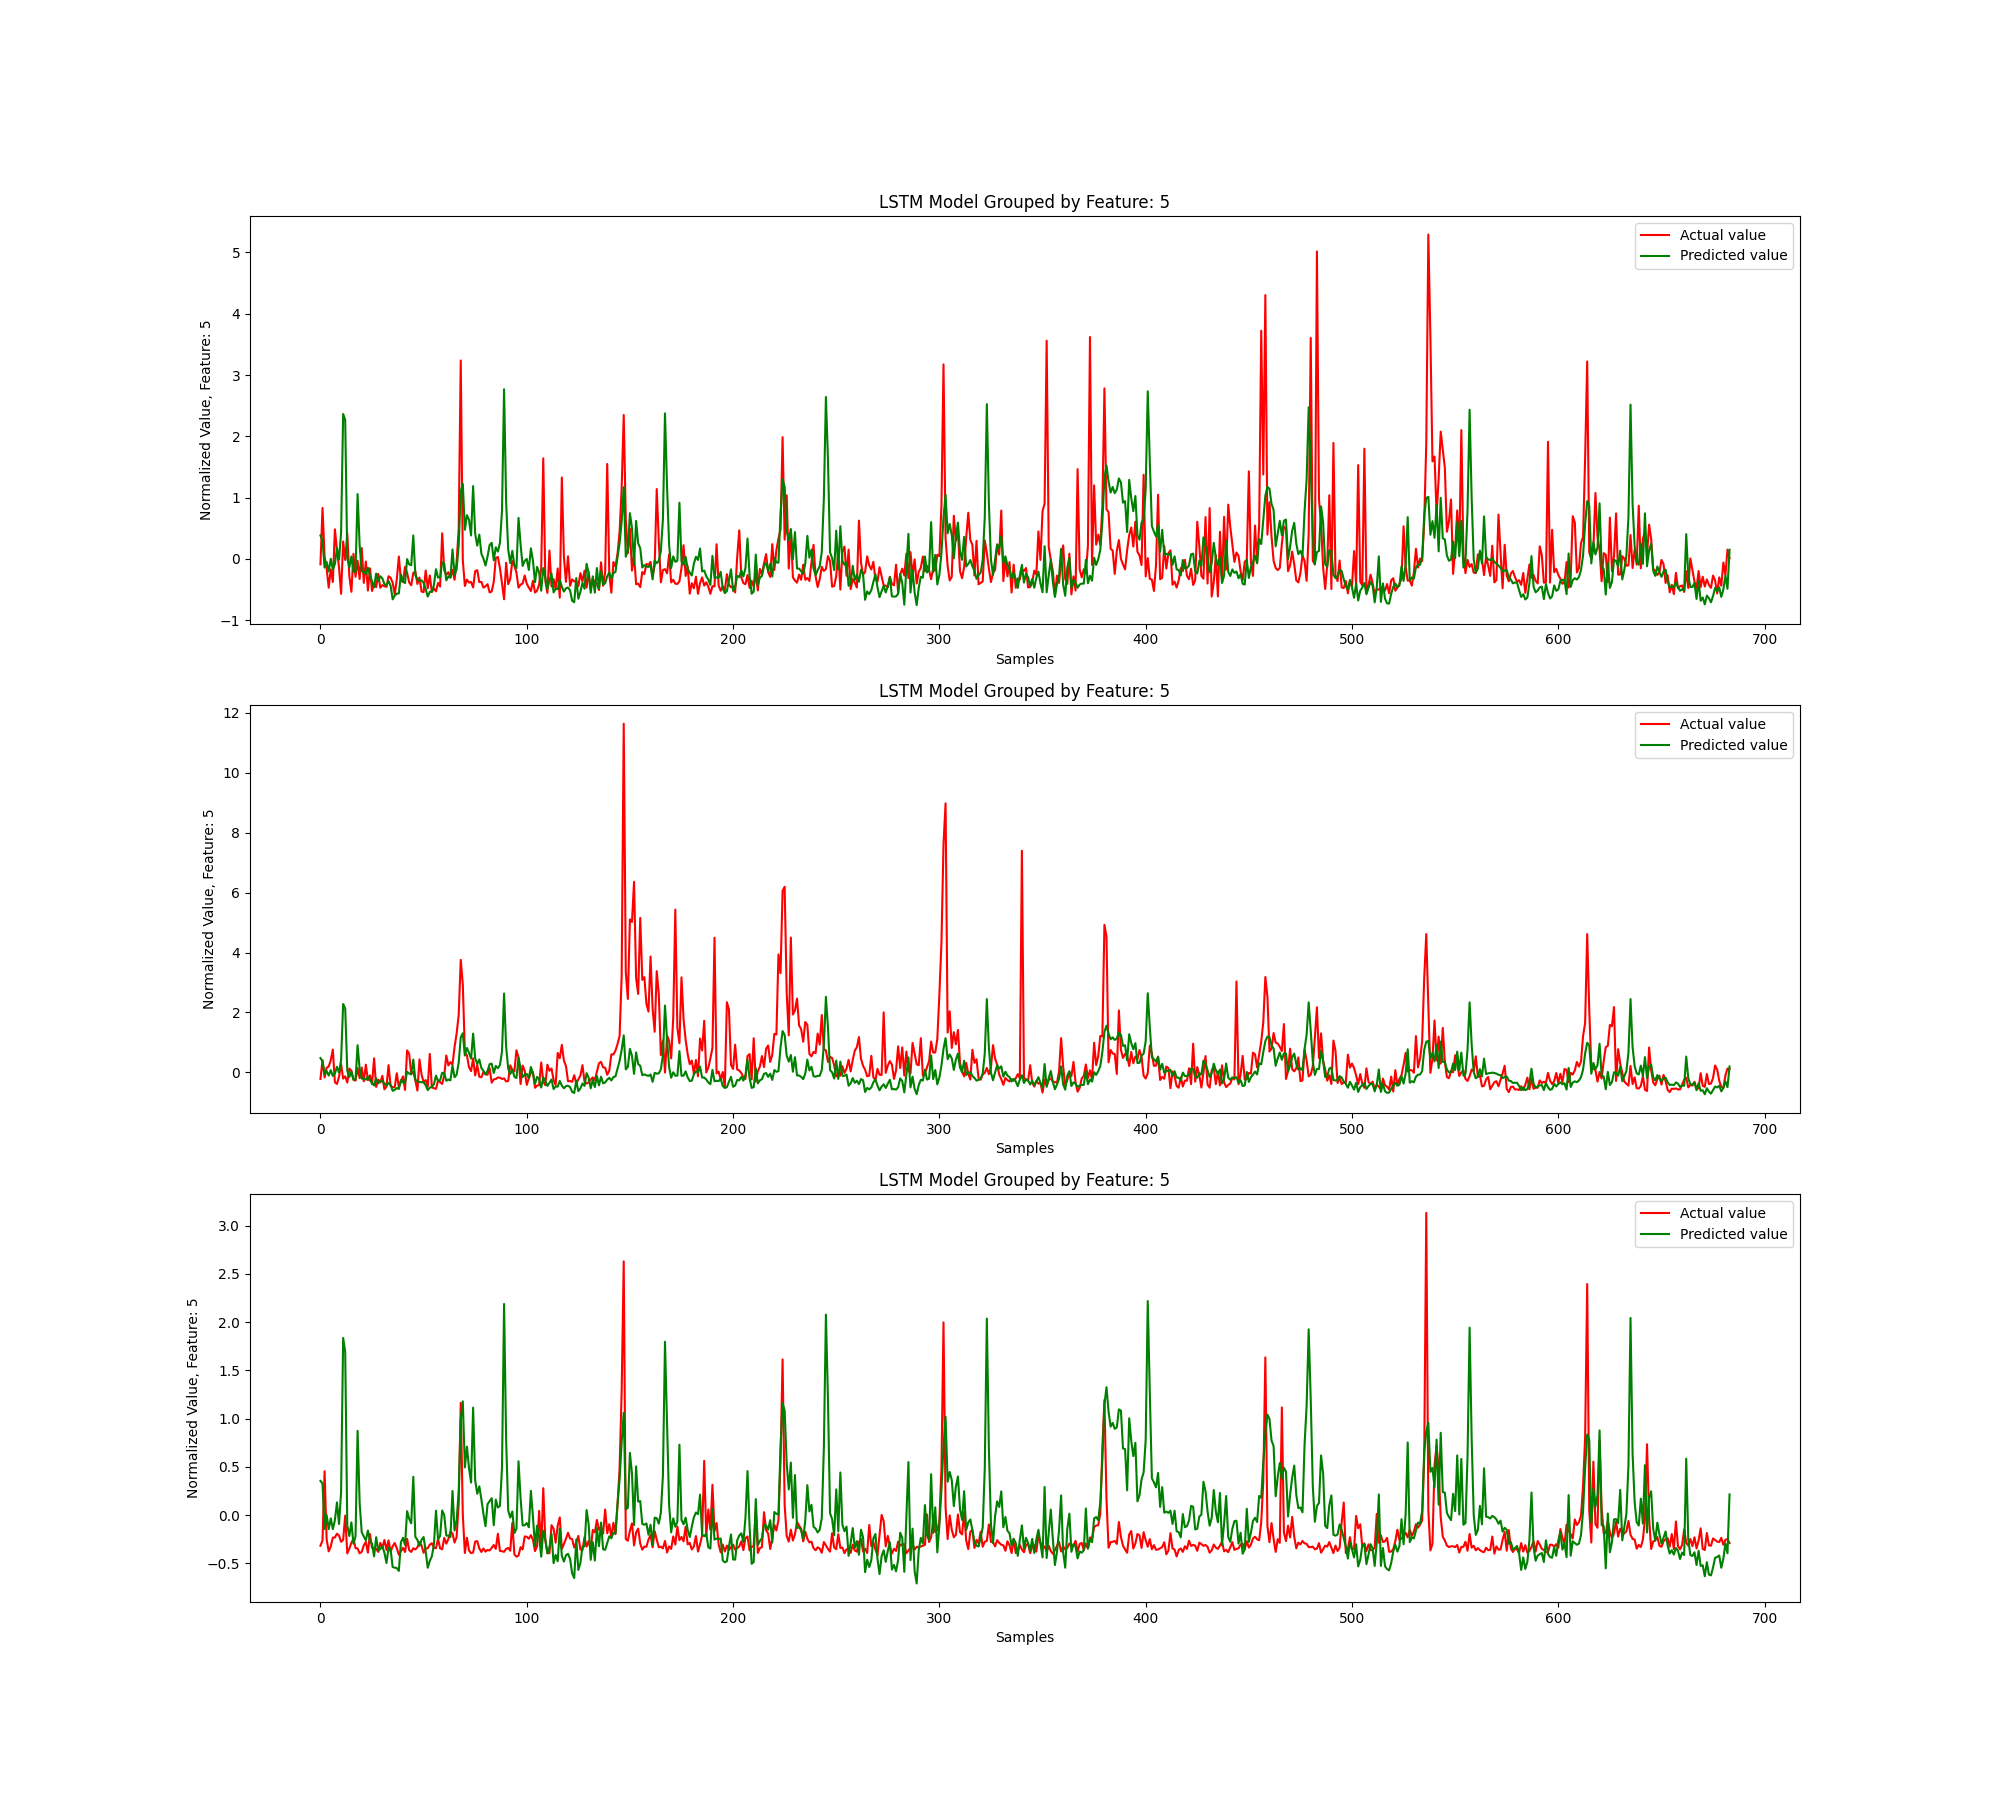 LSTM Model Grouped by Feature: 5
Actual value
Predicted value
Normalized Value, Feature: 5
5
4
3
2
1
0
−1
0 100 200 300 400 500 600 700
Samples
LSTM Model Grouped by Feature: 5
Actual value
Predicted value
Normalized Value, Feature: 5
12
10
8
6
4
2
0
0 100 200 300 400 500 600 700
Samples
LSTM Model Grouped by Feature: 5
Actual value
Predicted value
Normalized Value, Feature: 5
3.0
2.5
2.0
1.5
1.0
0.5
0.0
−0.5
0 100 200 300 400 500 600 700
Samples